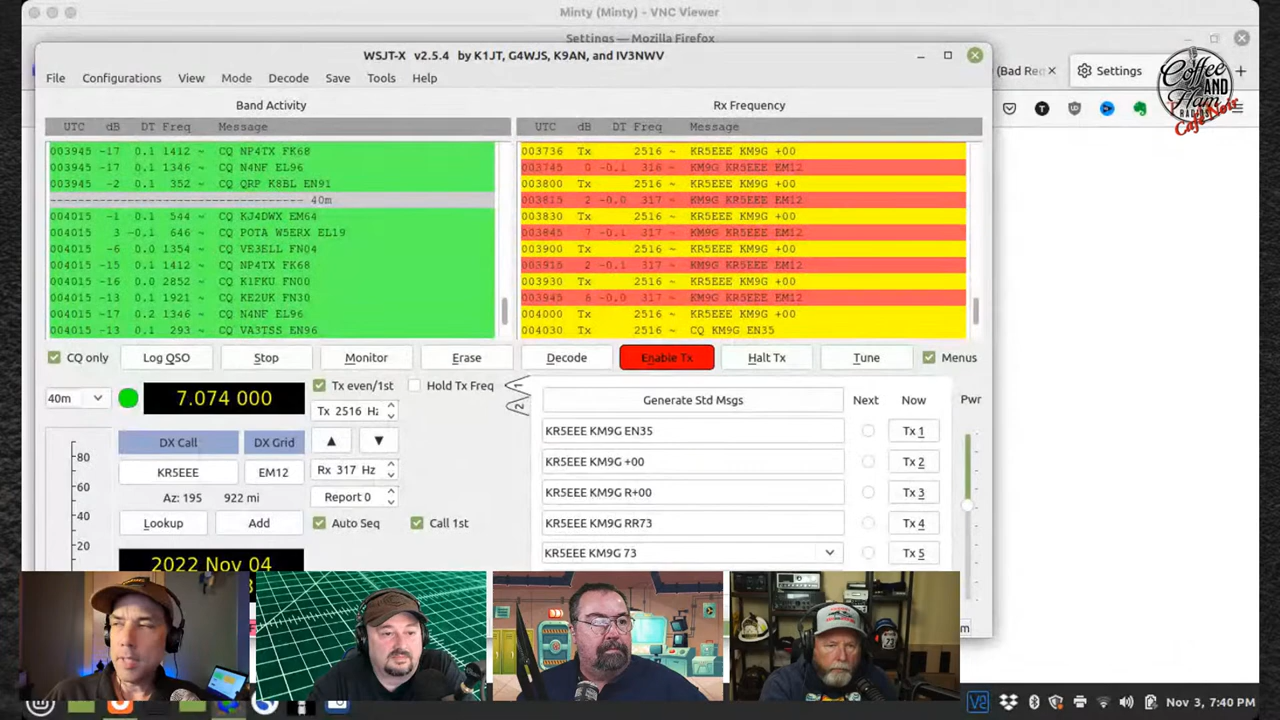 Minty (Minty) - VNC Viewer
Settings — Mozilla Firefox
WSJT-X v2.5.4 by K1JT, G4WJS, K9AN, and IV3NWV
File Configurations View Mode Decode Save Tools Help
(Bad Req
Settings
Coffee
AND
Ham
RADIOS
Café Noir
Band Activity
UTC dB DT Freq Message
003945 -17 0.1 1412 ~ CQ NP4TX FK68
003945 -17 0.1 1346 ~ CQ N4NF EL96
003945 -2 0.1 352 ~ CQ QRP K8BL EN91
------------------------------------ 40m
004015 -1 0.1 544 ~ CQ KJ4DWX EM64
004015 3 -0.1 646 ~ CQ POTA W5ERX EL19
004015 -6 0.0 1354 ~ CQ VE3ELL FN04
004015 -15 0.1 1412 ~ CQ NP4TX FK68
004015 -16 0.0 2852 ~ CQ K1FKU FN00
004015 -13 0.1 1921 ~ CQ KE2UK FN30
004015 -17 0.2 1346 ~ CQ N4NF EL96
004015 -13 0.1 293 ~ CQ VA3TSS EN96
Rx Frequency
UTC dB DT Freq Message
003736 Tx 2516 ~ KR5EEE KM9G +00
003745 0 -0.1 316 ~ KM9G KR5EEE EM12
003800 Tx 2516 ~ KR5EEE KM9G +00
003815 2 -0.0 317 ~ KM9G KR5EEE EM12
003830 Tx 2516 ~ KR5EEE KM9G +00
003845 7 -0.1 317 ~ KM9G KR5EEE EM12
003900 Tx 2516 ~ KR5EEE KM9G +00
003915 2 -0.1 317 ~ KM9G KR5EEE EM12
003930 Tx 2516 ~ KR5EEE KM9G +00
003945 6 -0.0 317 ~ KM9G KR5EEE EM12
004000 Tx 2516 ~ KR5EEE KM9G +00
004030 Tx 2516 ~ CQ KM9G EN35
CQ only Log QSO Stop Monitor Erase Decode Enable Tx Halt Tx Tune Menus
40m 7.074 000
Tx even/1st Hold Tx Freq
Tx 2516 Hz
DX Call DX Grid
KR5EEE EM12
Rx 317 Hz
Az: 195 922 mi
Report 0
Lookup Add
Auto Seq Call 1st
2022 Nov 04
80
60
40
20
1
2
Generate Std Msgs Next Now Pwr
KR5EEE KM9G EN35 Tx 1
KR5EEE KM9G +00 Tx 2
KR5EEE KM9G R+00 Tx 3
KR5EEE KM9G RR73 Tx 4
KR5EEE KM9G 73 Tx 5
Nov 3, 7:40 PM